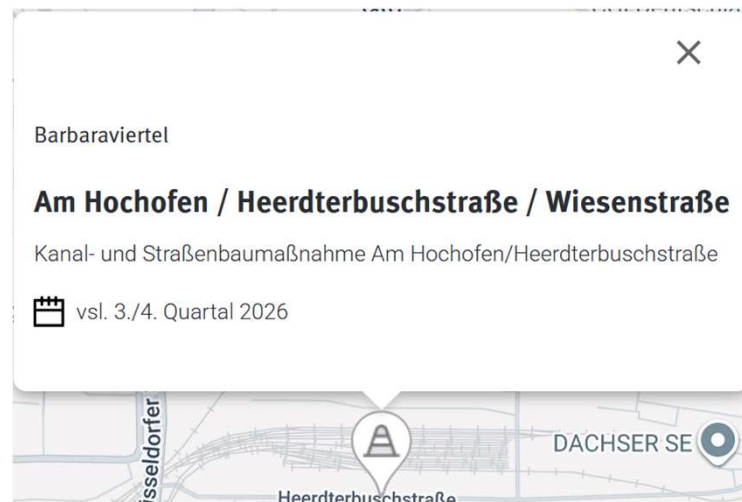 Barbaraviertel
Am Hochofen / Heerdterbuschstraße / Wiesenstraße
Kanal- und Straßenbaumaßnahme Am Hochofen/Heerdterbuschstraße
vsl. 3./4. Quartal 2026
DACHSER SE
Heerdterbuschstraße